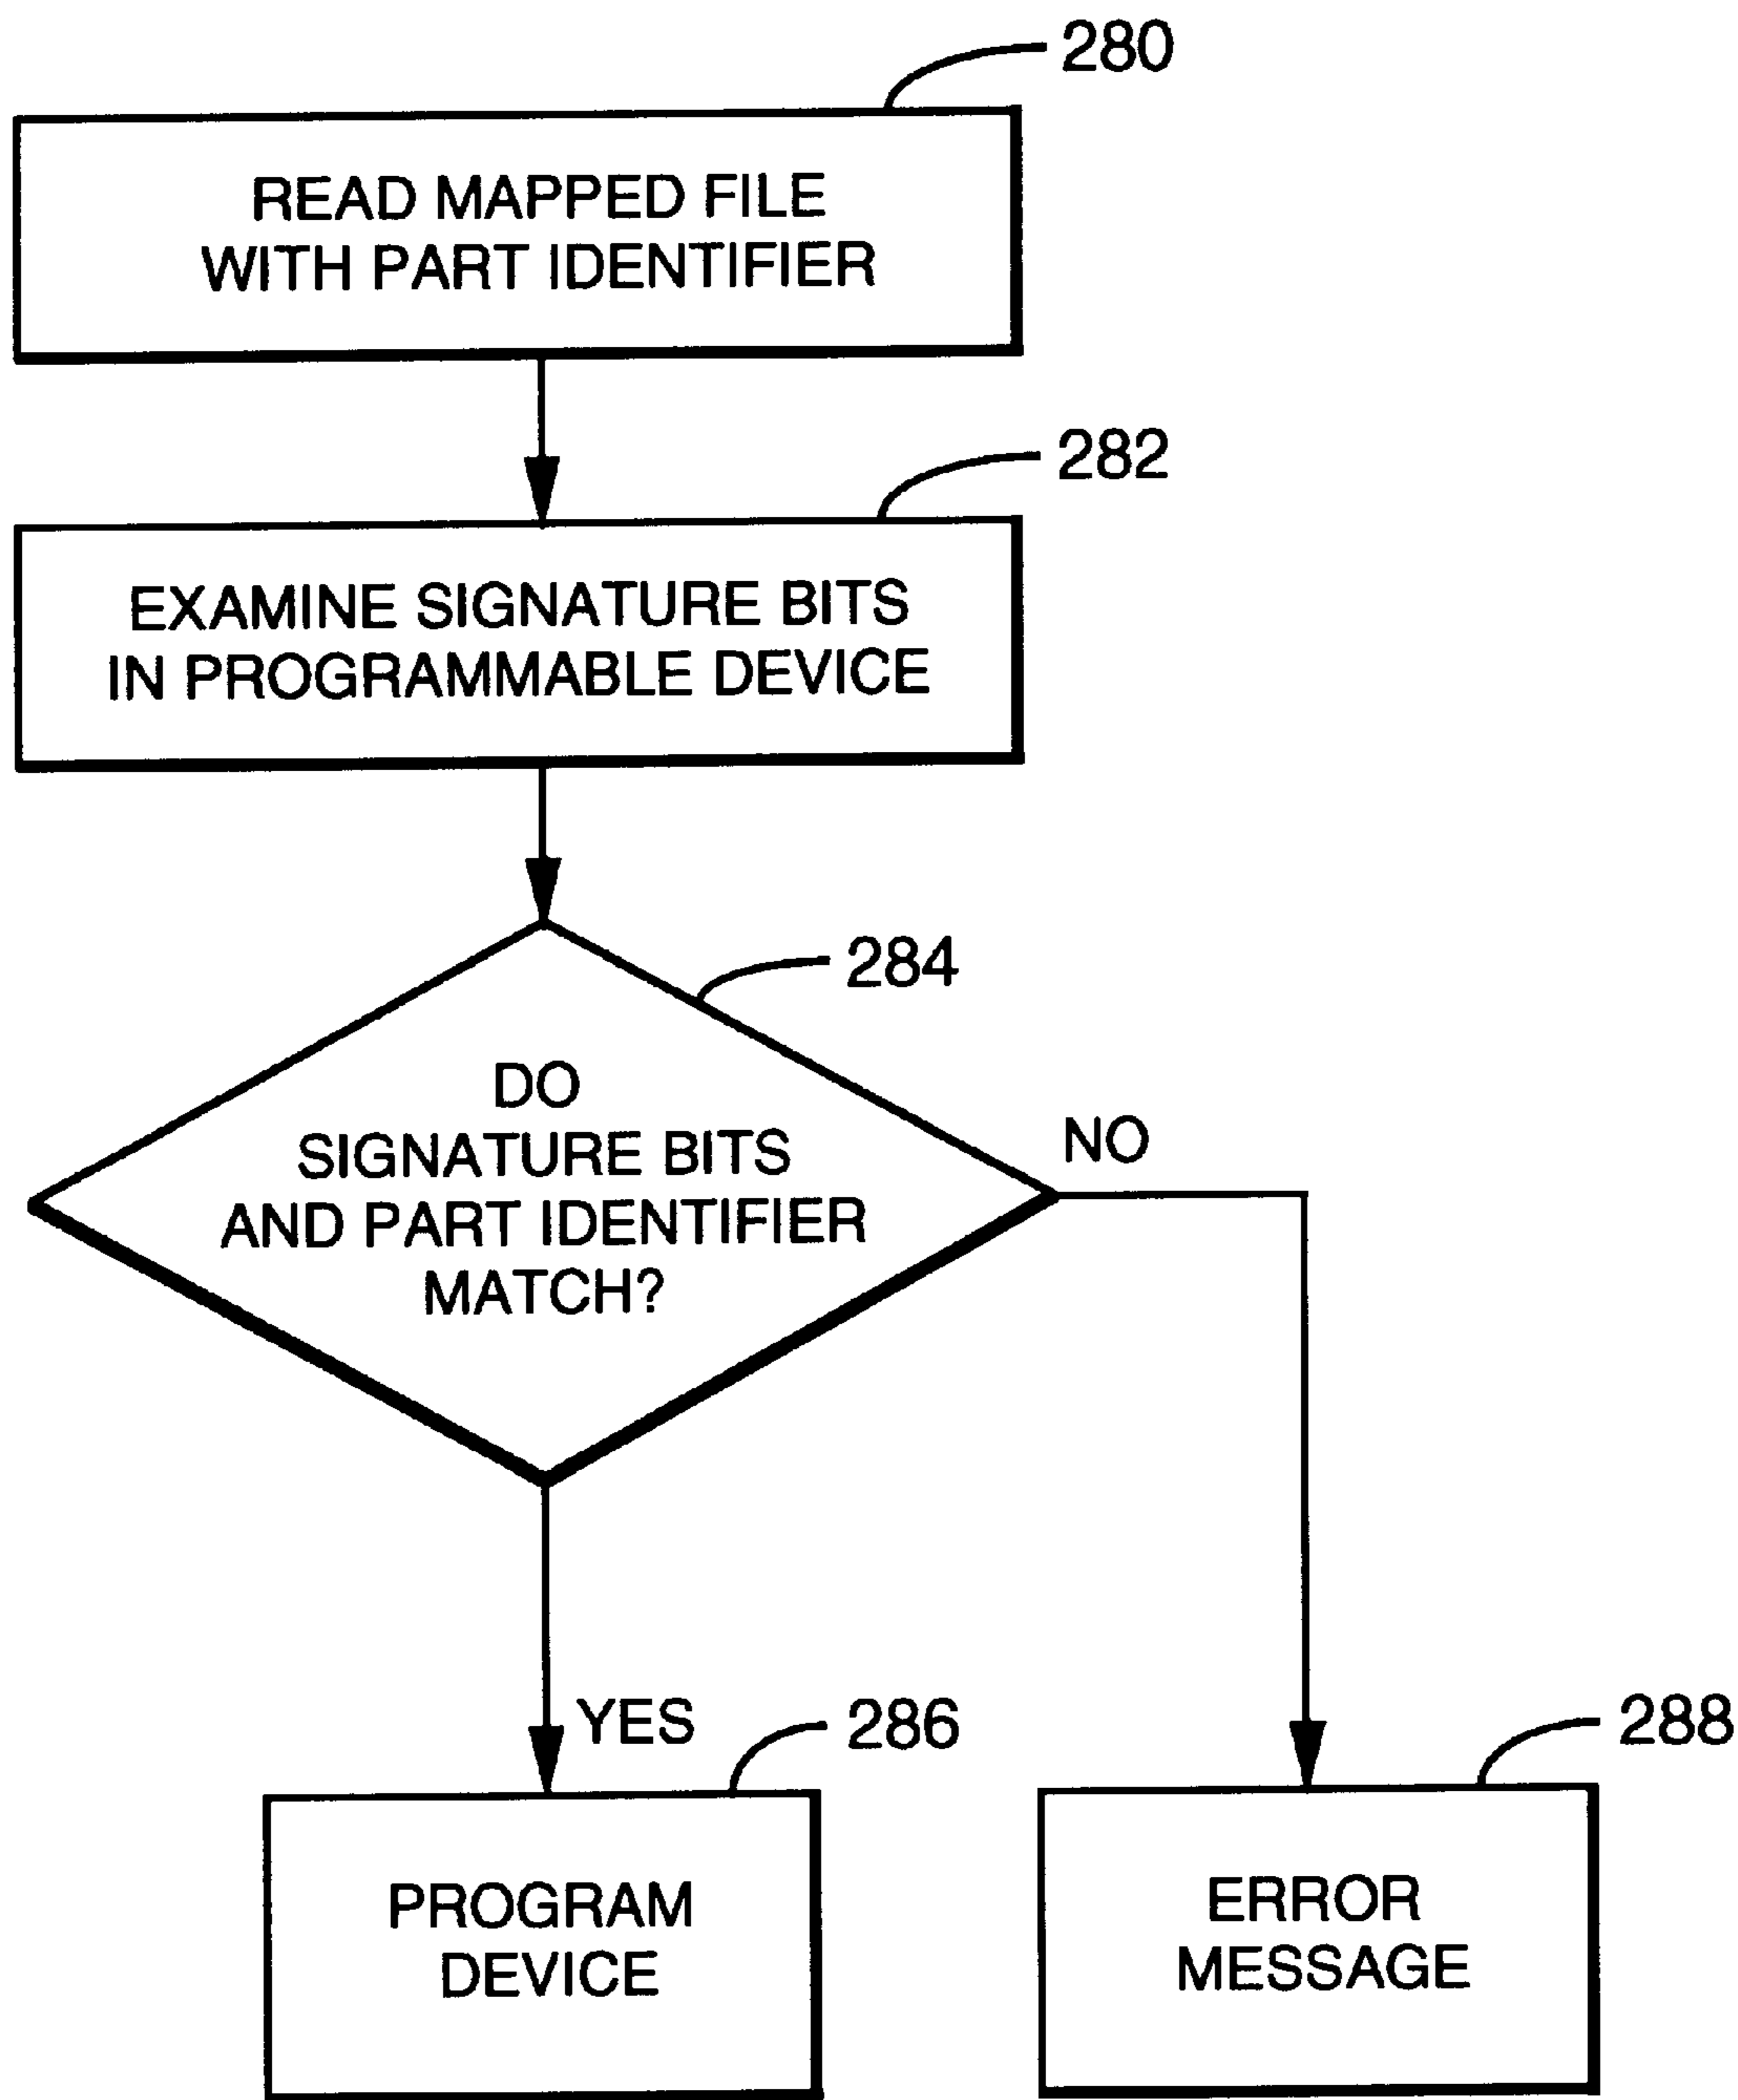 280
READ MAPPED FILE
WITH PART IDENTIFIER
282
EXAMINE SIGNATURE BITS
IN PROGRAMMABLE DEVICE
284
DO
SIGNATURE BITS
AND PART IDENTIFIER
MATCH?
NO
YES
286
288
PROGRAM
DEVICE
ERROR
MESSAGE